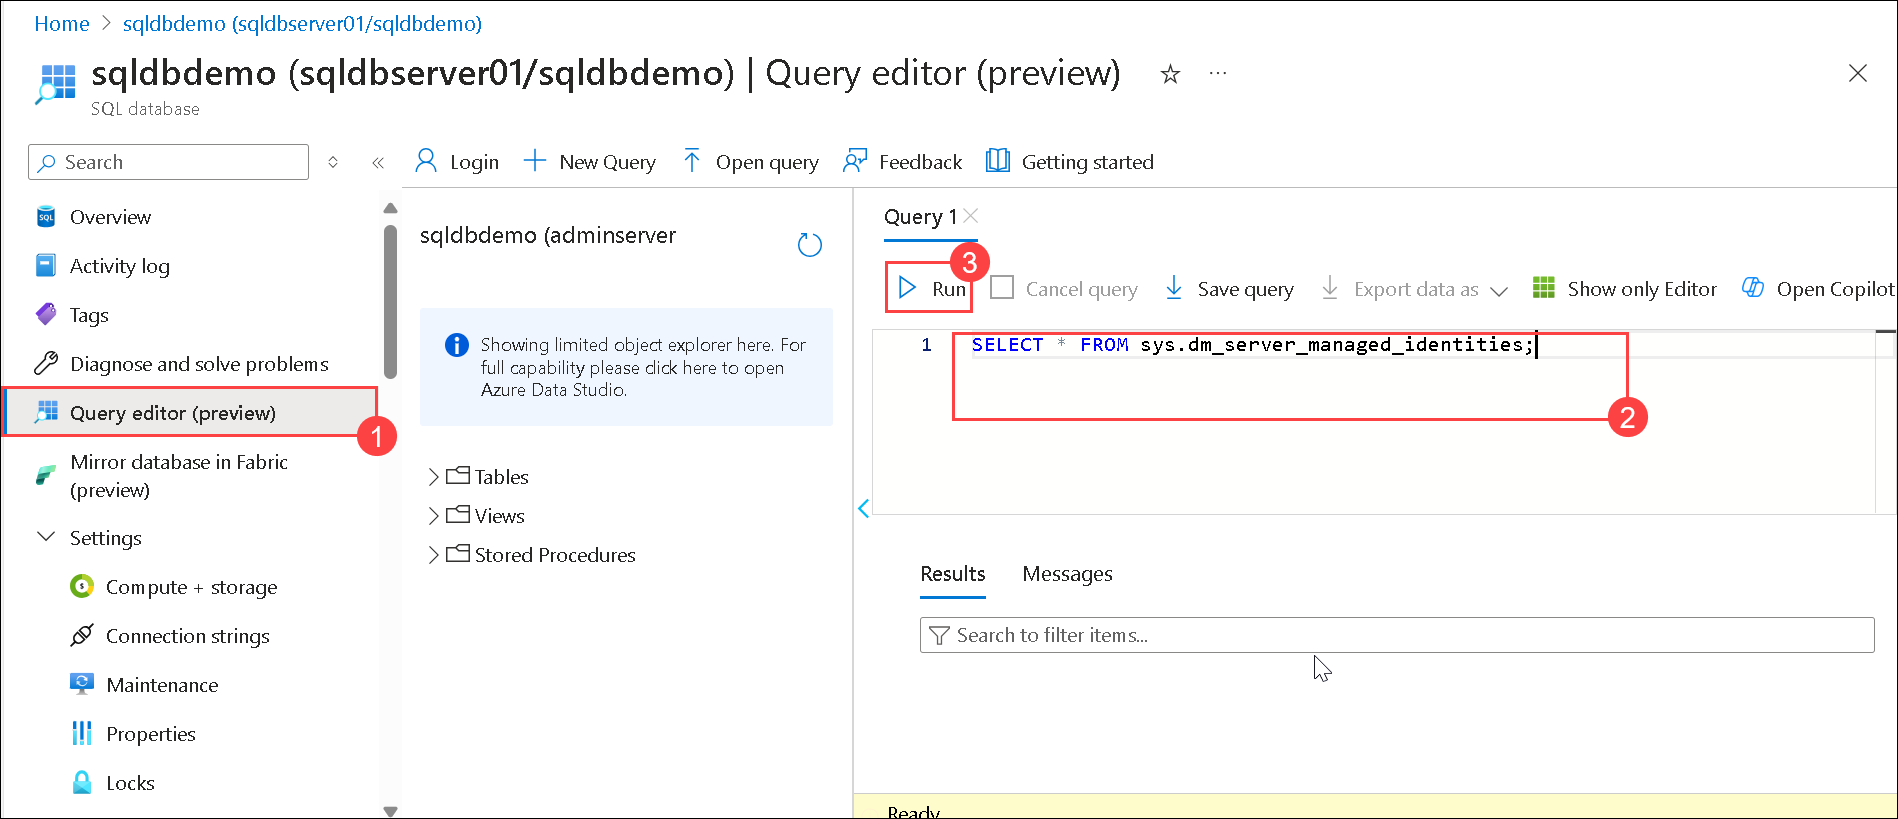 Home > sqldbdemo (sqldbserver01/sqldbdemo)
sqldbdemo (sqldbserver01/sqldbdemo) | Query editor (preview)
SQL database
Search
Login
New Query
Open query
Feedback
Getting started
Overview
Activity log
Tags
Diagnose and solve problems
Query editor (preview)
1
Mirror database in Fabric
(preview)
Settings
Compute + storage
Connection strings
Maintenance
Properties
Locks
sqldbdemo (adminserver
Showing limited object explorer here. For
full capability please click here to open
Azure Data Studio.
Tables
Views
Stored Procedures
Query 1
3
Run
Cancel query
Save query
Export data as
Show only Editor
Open Copilot
1 SELECT * FROM sys.dm_server_managed_identities;
2
Results
Messages
Search to filter items...
Ready